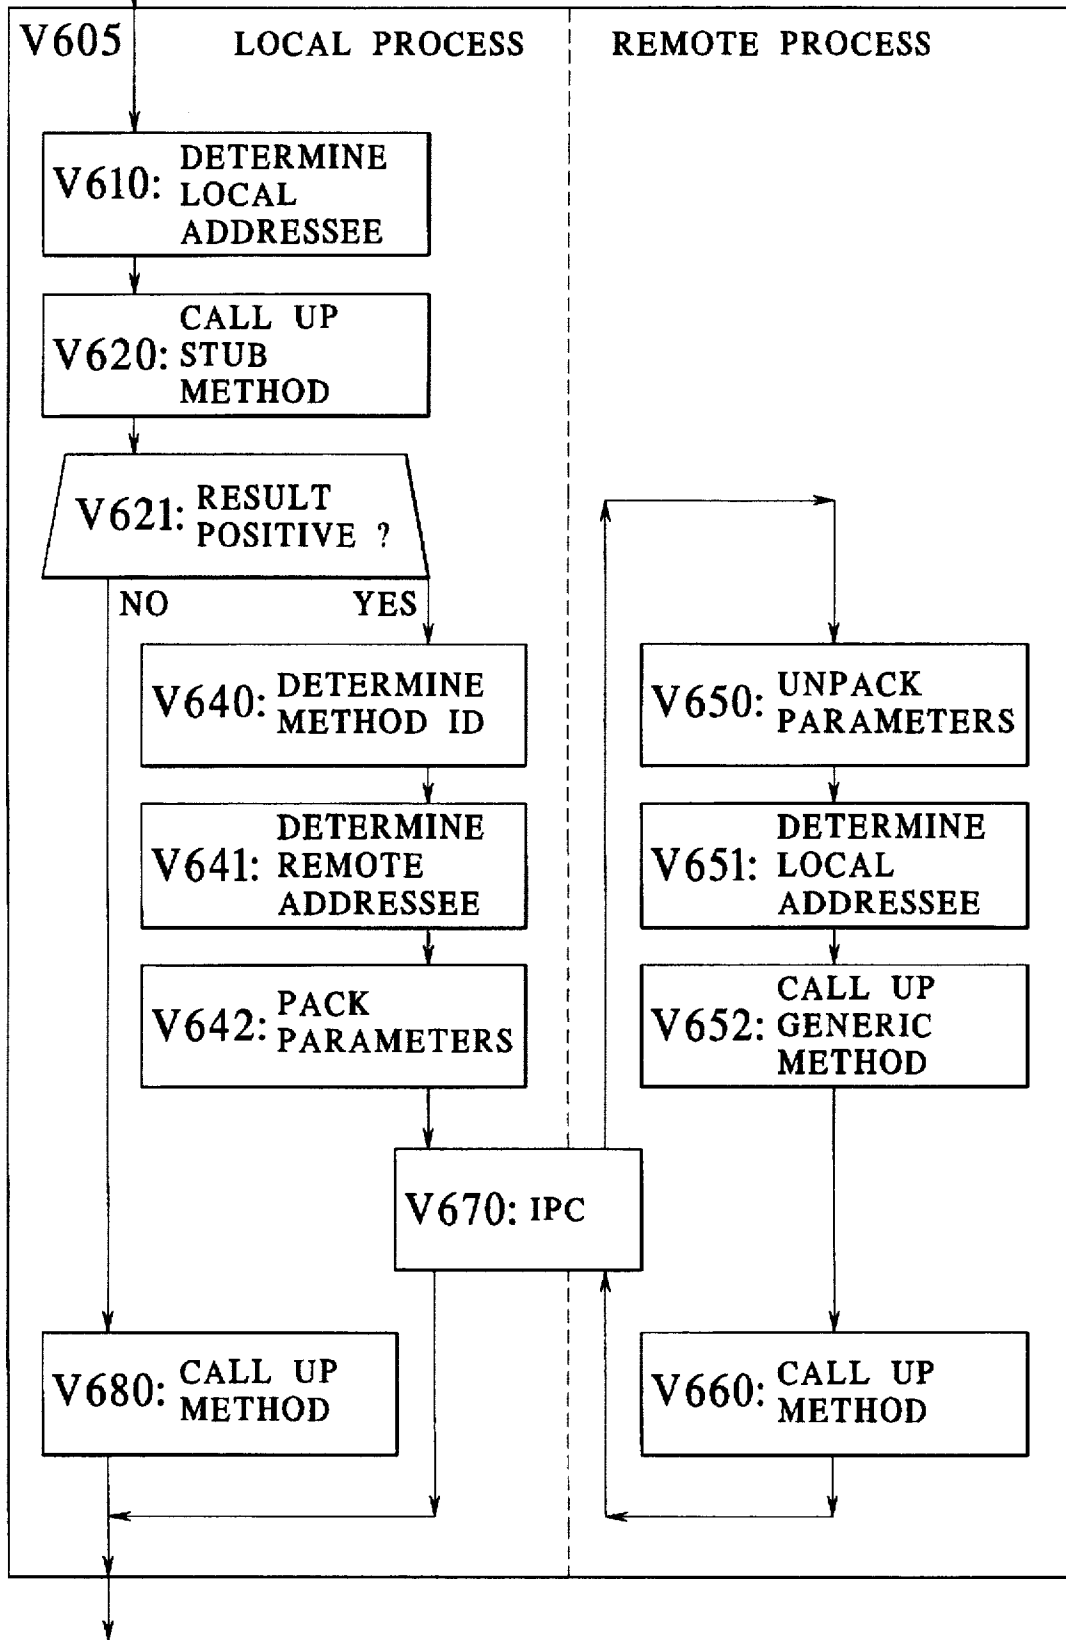 V605 LOCAL PROCESS REMOTE PROCESS
V610: DETERMINE
LOCAL
ADDRESSEE
V620: CALL UP
STUB
METHOD
V621: RESULT
POSITIVE ?
NO YES
V640: DETERMINE
METHOD ID
V641: DETERMINE
REMOTE
ADDRESSEE
V642: PACK
PARAMETERS
V670: IPC
V650: UNPACK
PARAMETERS
V651: DETERMINE
LOCAL
ADDRESSEE
V652: CALL UP
GENERIC
METHOD
V660: CALL UP
METHOD
V680: CALL UP
METHOD